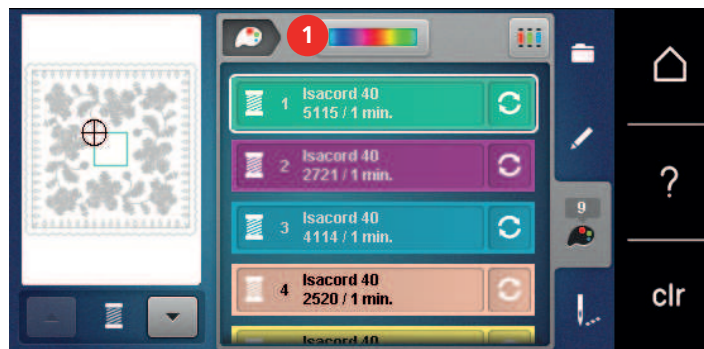 1
1 Isacord 40
5115 / 1 min.
2 Isacord 40
2721 / 1 min.
3 Isacord 40
4114 / 1 min.
4 Isacord 40
2520 / 1 min.
Isacord 40
9
?
clr